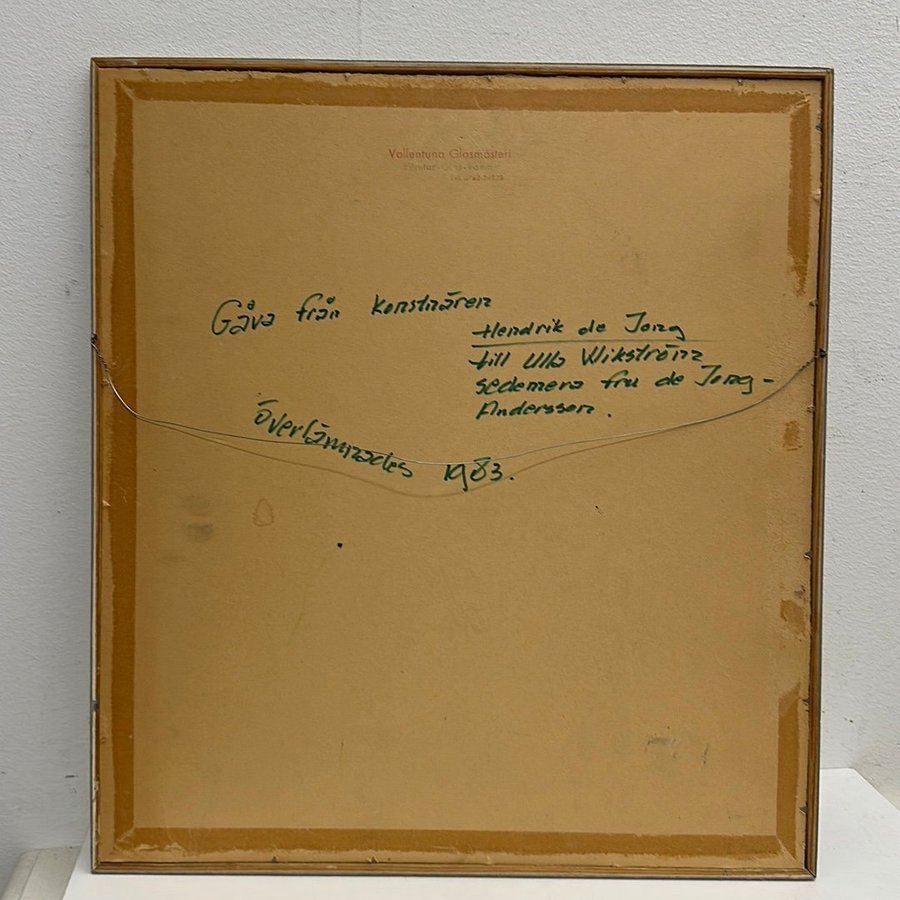 Vallentuna Glasmästeri
Gåva från konstnären
Hendrik de Jong
till Ulla Wikström
sedemera fru de Jong-
Andersson.
överlämnades 1983.